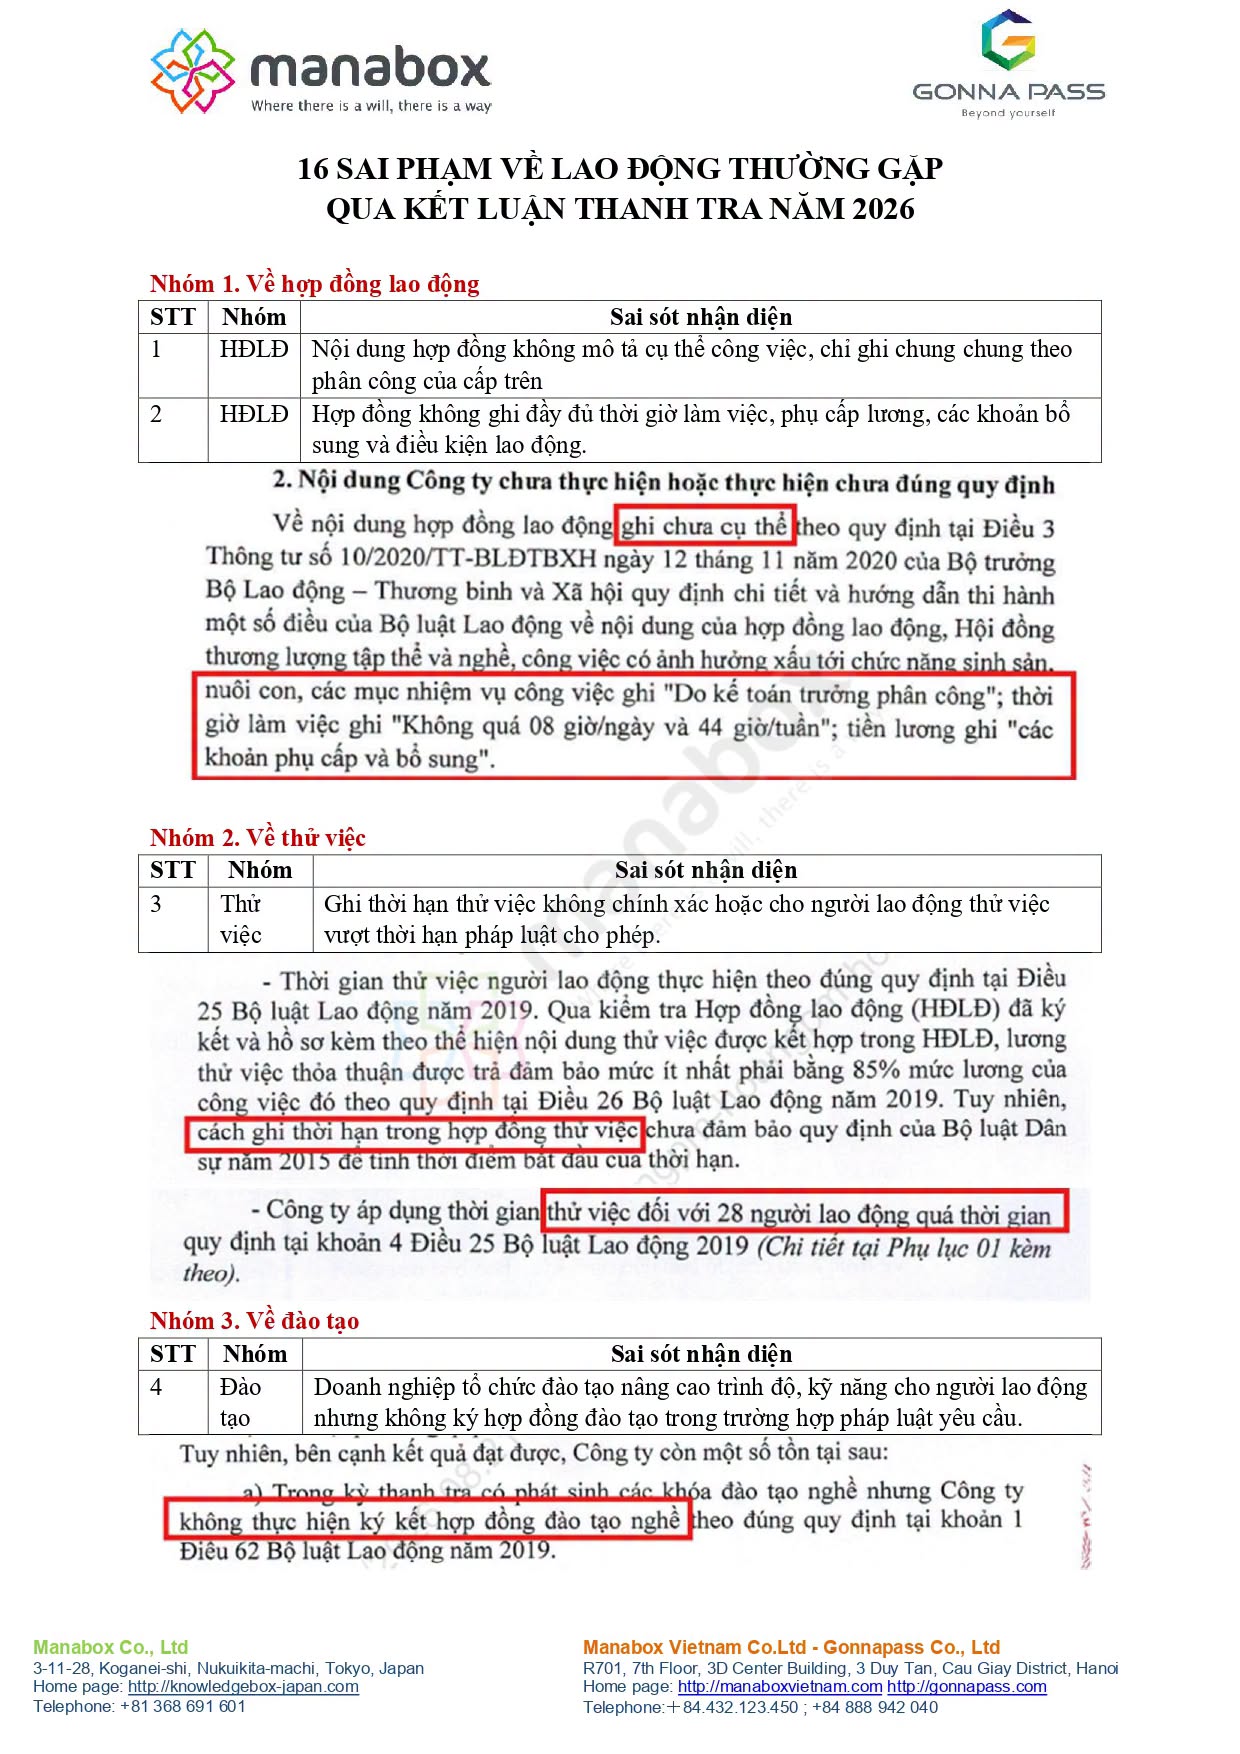 manabox
Where there is a will, there is a way
GONNA PASS
Beyond yourself
16 SAI PHẠM VỀ LAO ĐỘNG THƯỜNG GẶP
QUA KẾT LUẬN THANH TRA NĂM 2026
Nhóm 1. Về hợp đồng lao động
STT Nhóm Sai sót nhận diện
1 HĐLĐ Nội dung hợp đồng không mô tả cụ thể công việc, chỉ ghi chung chung theo
phân công của cấp trên
2 HĐLĐ Hợp đồng không ghi đầy đủ thời giờ làm việc, phụ cấp lương, các khoản bổ
sung và điều kiện lao động.
2. Nội dung Công ty chưa thực hiện hoặc thực hiện chưa đúng quy định
Về nội dung hợp đồng lao động ghi chưa cụ thể theo quy định tại Điều 3
Thông tư số 10/2020/TT-BLĐTBXH ngày 12 tháng 11 năm 2020 của Bộ trưởng
Bộ Lao động – Thương binh và Xã hội quy định chi tiết và hướng dẫn thi hành
một số điều của Bộ luật Lao động về nội dung của hợp đồng lao động, Hội đồng
thương lượng tập thể và nghề, công việc có ảnh hưởng xấu tới chức năng sinh sản,
nuôi con, các mục nhiệm vụ công việc ghi "Do kế toán trưởng phân công"; thời
giờ làm việc ghi "Không quá 08 giờ/ngày và 44 giờ/tuần"; tiền lương ghi "các
khoản phụ cấp và bổ sung".
Nhóm 2. Về thử việc
STT Nhóm Sai sót nhận diện
3 Thử Ghi thời hạn thử việc không chính xác hoặc cho người lao động thử việc
việc vượt thời hạn pháp luật cho phép.
- Thời gian thử việc người lao động thực hiện theo đúng quy định tại Điều
25 Bộ luật Lao động năm 2019. Qua kiểm tra Hợp đồng lao động (HĐLĐ) đã ký
kết và hồ sơ kèm theo thể hiện nội dung thử việc được kết hợp trong HĐLĐ, lương
thử việc thỏa thuận được trả đảm bảo mức ít nhất phải bằng 85% mức lương của
công việc đó theo quy định tại Điều 26 Bộ luật Lao động năm 2019. Tuy nhiên,
cách ghi thời hạn trong hợp đồng thử việc chưa đảm bảo quy định của Bộ luật Dân
sự năm 2015 để tính thời điểm bắt đầu của thời hạn.
- Công ty áp dụng thời gian thử việc đối với 28 người lao động quá thời gian
quy định tại khoản 4 Điều 25 Bộ luật Lao động 2019 (Chi tiết tại Phụ lục 01 kèm
theo).
Nhóm 3. Về đào tạo
STT Nhóm Sai sót nhận diện
4 Đào Doanh nghiệp tổ chức đào tạo nâng cao trình độ, kỹ năng cho người lao động
tạo nhưng không ký hợp đồng đào tạo trong trường hợp pháp luật yêu cầu.
Tuy nhiên, bên cạnh kết quả đạt được, Công ty còn một số tồn tại sau:
a) Trong kỳ thanh tra có phát sinh các khóa đào tạo nghề nhưng Công ty
không thực hiện ký kết hợp đồng đào tạo nghề theo đúng quy định tại khoản 1
Điều 62 Bộ luật Lao động năm 2019.
Manabox Co., Ltd
3-11-28, Koganei-shi, Nukuikita-machi, Tokyo, Japan
Home page: http://knowledgebox-japan.com
Telephone: +81 368 691 601
Manabox Vietnam Co.Ltd - Gonnapass Co., Ltd
R701, 7th Floor, 3D Center Building, 3 Duy Tan, Cau Giay District, Hanoi
Home page: http://manaboxvietnam.com http://gonnapass.com
Telephone:＋84.432.123.450 ; +84 888 942 040